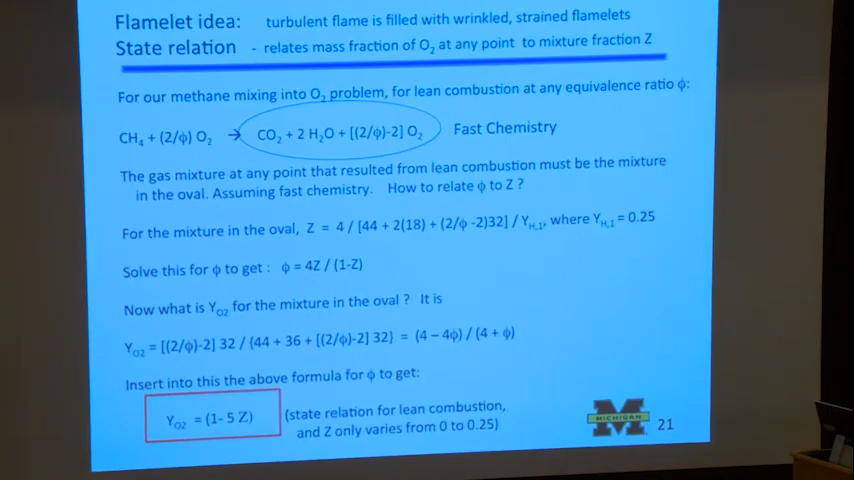 Flamelet idea: turbulent flame is filled with wrinkled, strained flamelets
State relation - relates mass fraction of O₂ at any point to mixture fraction Z
For our methane mixing into O₂ problem, for lean combustion at any equivalence ratio ϕ:
CH₄ + (2/ϕ) O₂ → CO₂ + 2 H₂O + [(2/ϕ)-2] O₂ Fast Chemistry
The gas mixture at any point that resulted from lean combustion must be the mixture
in the oval. Assuming fast chemistry. How to relate ϕ to Z ?
For the mixture in the oval, Z = 4 / [44 + 2(18) + (2/ϕ -2)32] / Y_H,1, where Y_H,1 = 0.25
Solve this for ϕ to get : ϕ = 4Z / (1-Z)
Now what is Y_O2 for the mixture in the oval ? It is
Y_O2 = [(2/ϕ)-2] 32 / {44 + 36 + [(2/ϕ)-2] 32} = (4 – 4ϕ) / (4 + ϕ)
Insert into this the above formula for ϕ to get:
Y_O2 = (1- 5 Z) (state relation for lean combustion,
and Z only varies from 0 to 0.25)
M MICHIGAN 21